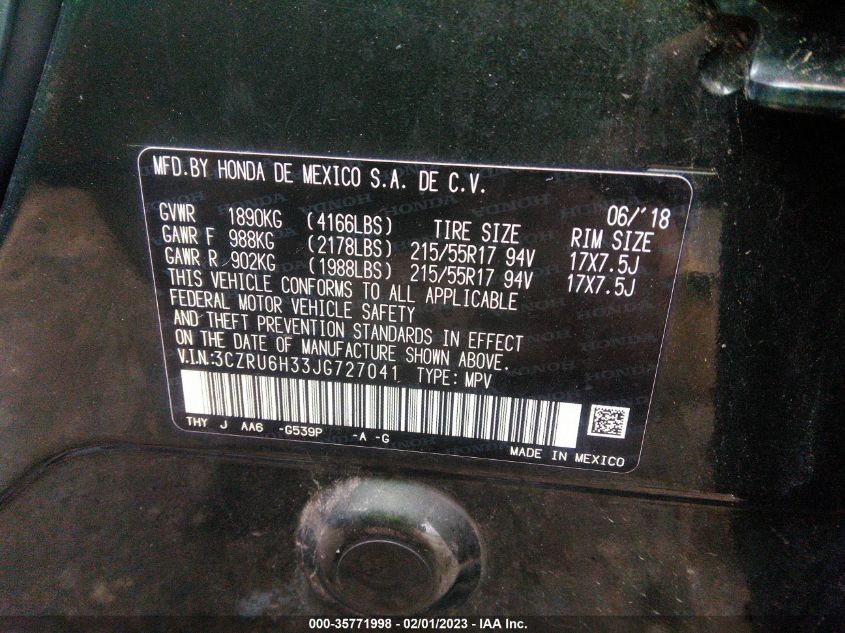 MFD.BY HONDA DE MEXICO S.A. DE C.V.
06/'18
GVWR 1890KG (4166LBS) TIRE SIZE RIM SIZE
GAWR F 988KG (2178LBS) 215/55R17 94V 17X7.5J
GAWR R 902KG (1988LBS) 215/55R17 94V 17X7.5J
THIS VEHICLE CONFORMS TO ALL APPLICABLE
FEDERAL MOTOR VEHICLE SAFETY
AND THEFT PREVENTION STANDARDS IN EFFECT
ON THE DATE OF MANUFACTURE SHOWN ABOVE.
V.I.N:3CZRU6H33JG727041 TYPE: MPV
THY J AA6 -G539P -A -G
MADE IN MEXICO
000-35771998 - 02/01/2023 - IAA Inc.